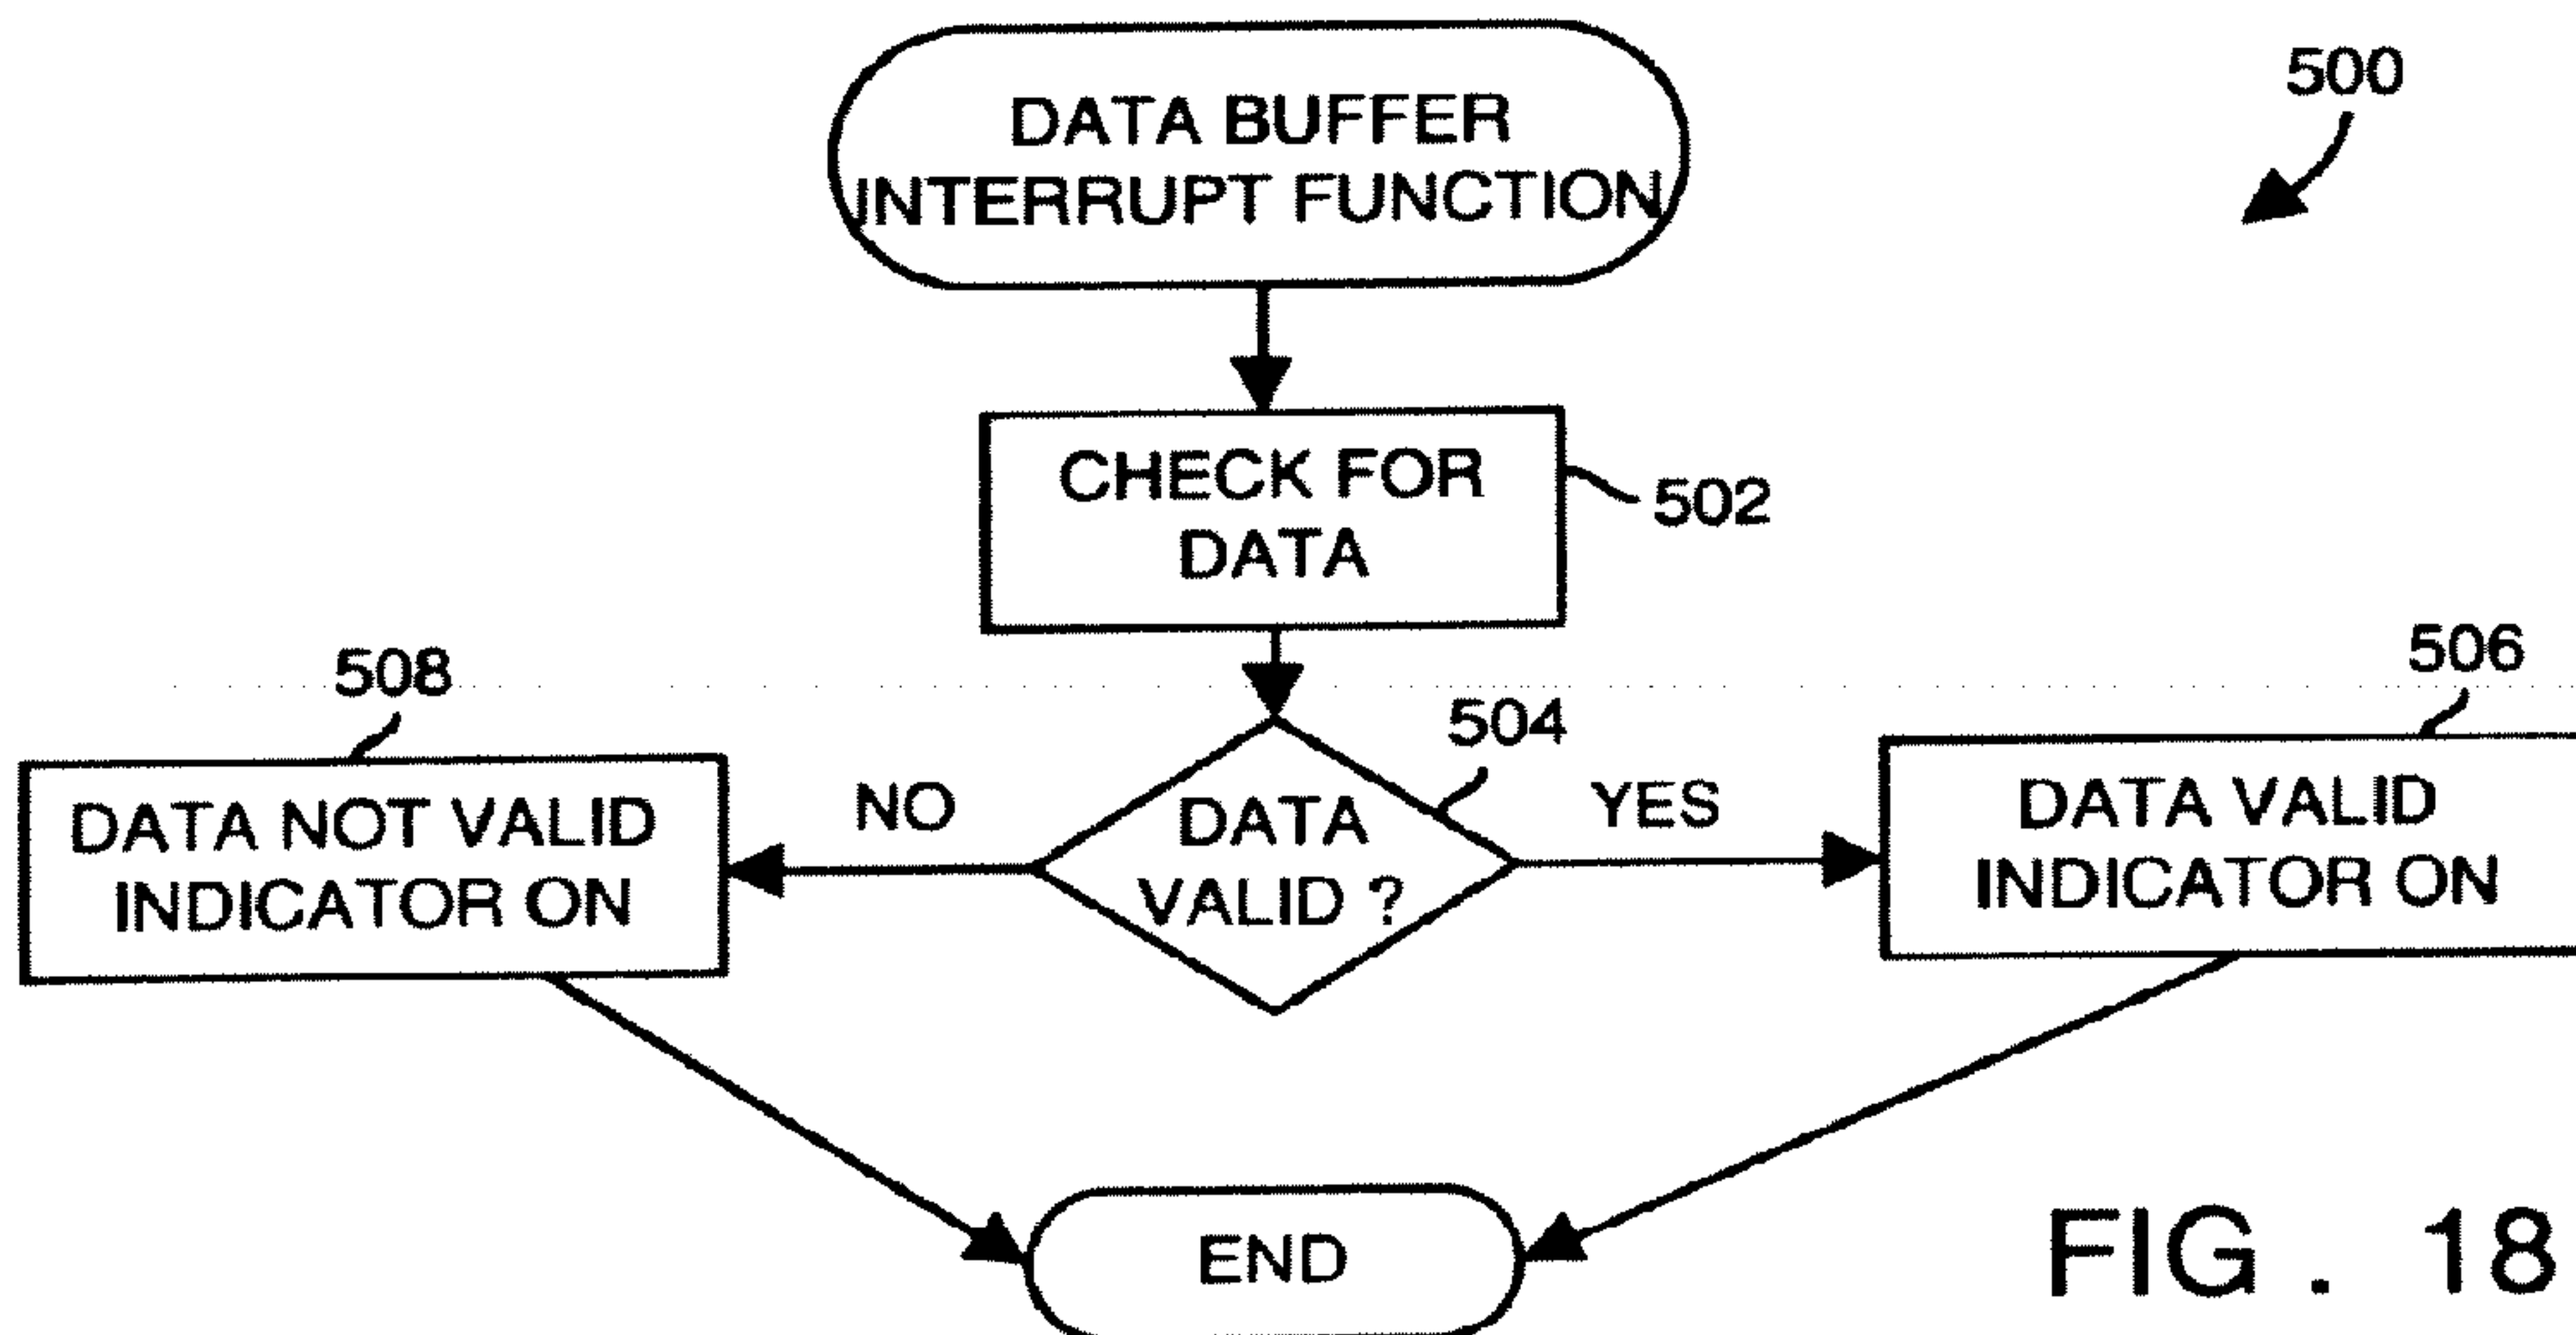 DATA BUFFER
INTERRUPT FUNCTION
500
CHECK FOR
DATA
502
508
506
504
DATA NOT VALID
INDICATOR ON
NO
DATA
VALID ?
YES
DATA VALID
INDICATOR ON
END
FIG . 18